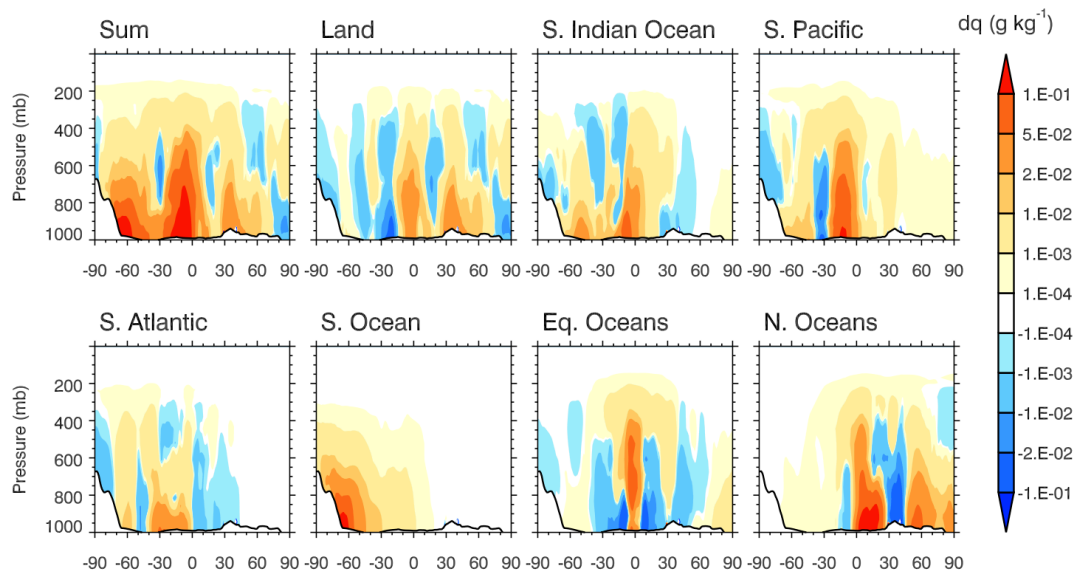 Sum Land S. Indian Ocean S. Pacific dq (g kg-1)
Pressure (mb)
200
400
600
800
1000
-90 -60 -30 0 30 60 90 -90 -60 -30 0 30 60 90 -90 -60 -30 0 30 60 90 -90 -60 -30 0 30 60 90
1.E-01
5.E-02
2.E-02
1.E-02
1.E-03
1.E-04
-1.E-04
-1.E-03
-1.E-02
-2.E-02
-1.E-01
S. Atlantic S. Ocean Eq. Oceans N. Oceans
Pressure (mb)
200
400
600
800
1000
-90 -60 -30 0 30 60 90 -90 -60 -30 0 30 60 90 -90 -60 -30 0 30 60 90 -90 -60 -30 0 30 60 90